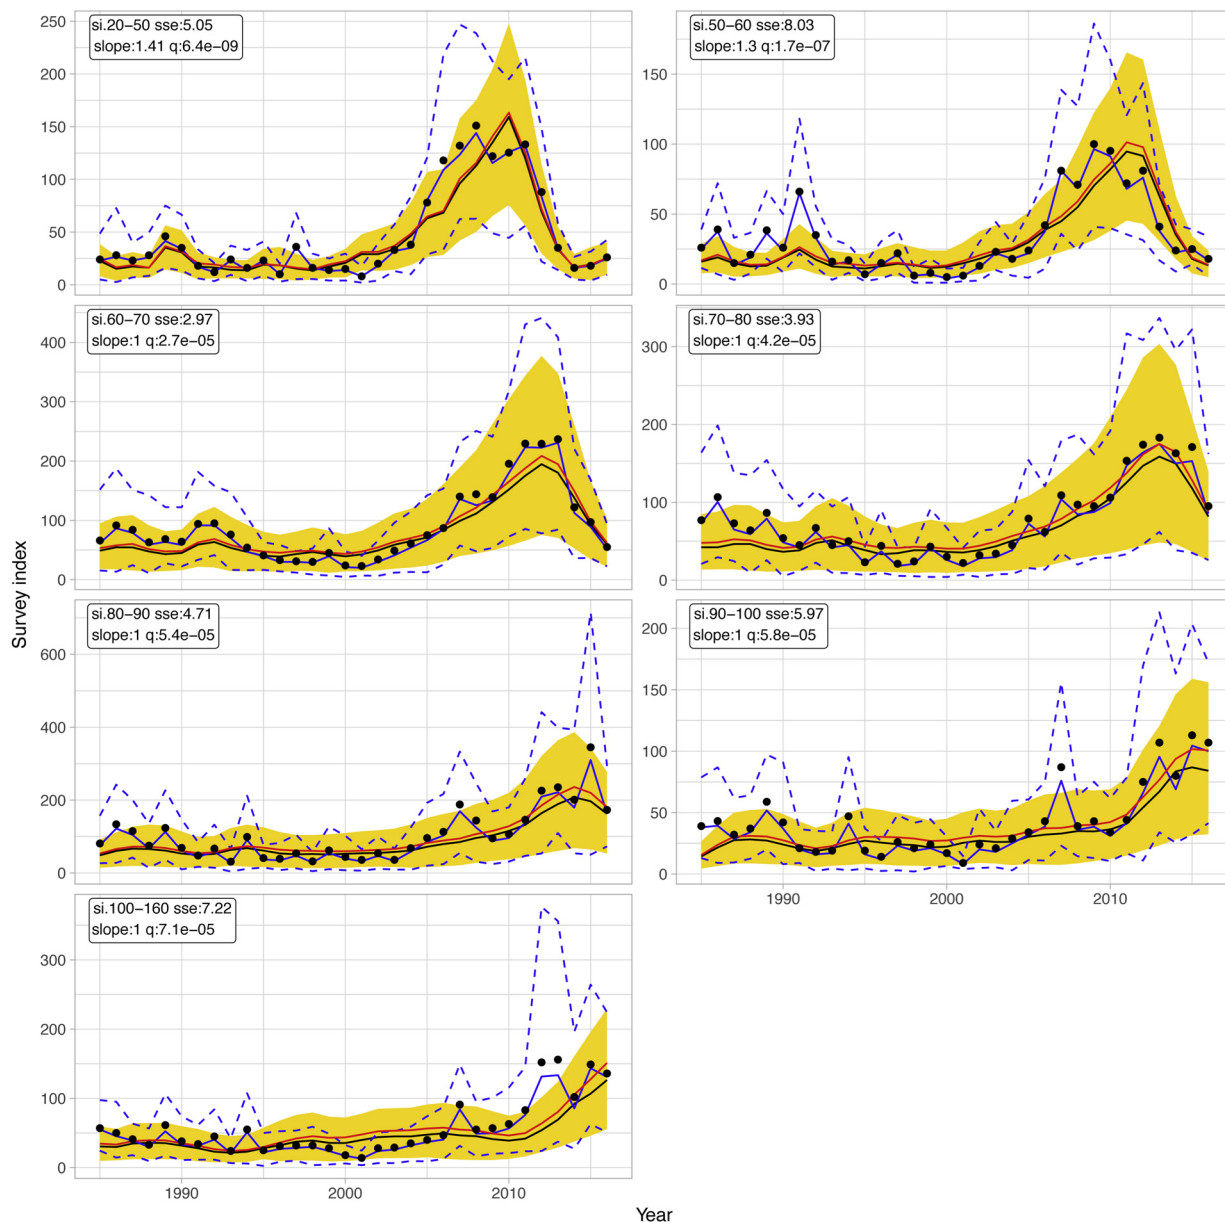 si.20−50 sse:5.05
slope:1.41 q:6.4e−09
250
200
150
100
50
0
si.50−60 sse:8.03
slope:1.3 q:1.7e−07
150
100
50
0
si.60−70 sse:2.97
slope:1 q:2.7e−05
400
300
200
100
0
si.70−80 sse:3.93
slope:1 q:4.2e−05
300
200
100
0
si.80−90 sse:4.71
slope:1 q:5.4e−05
600
400
200
0
si.90−100 sse:5.97
slope:1 q:5.8e−05
200
150
100
50
0
1990 2000 2010
si.100−160 sse:7.22
slope:1 q:7.1e−05
300
200
100
0
1990 2000 2010
Survey index
Year